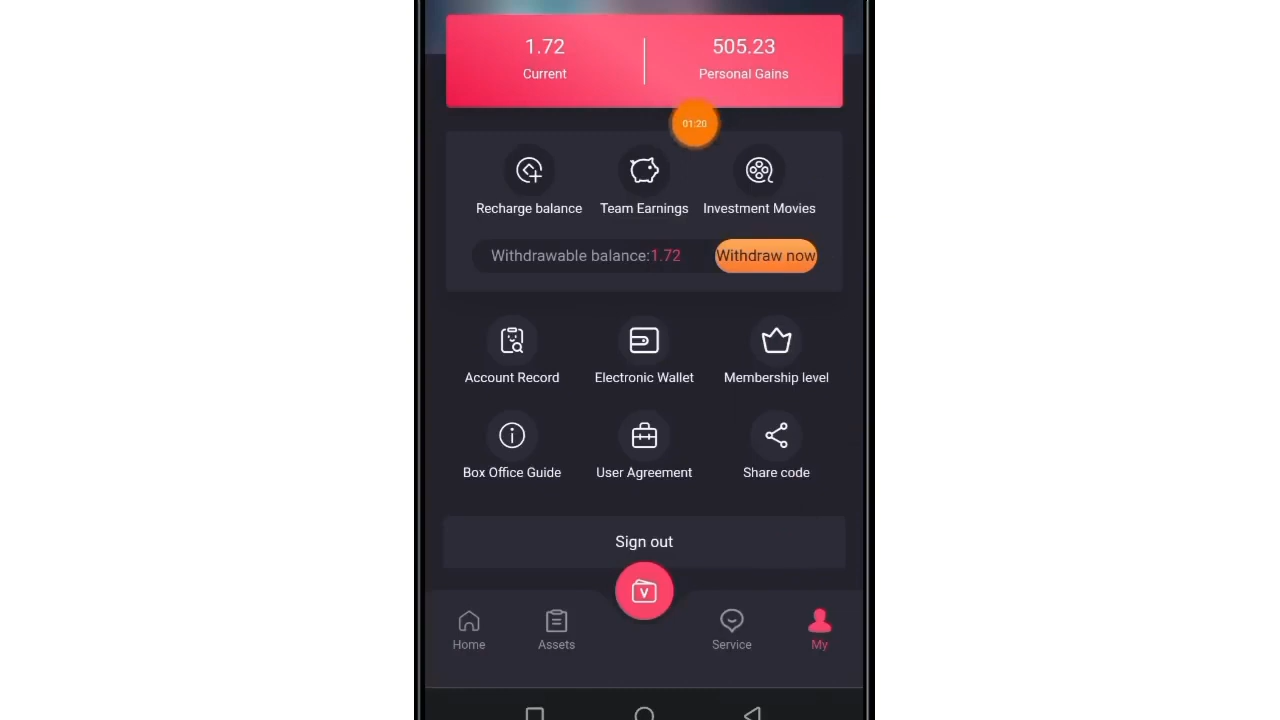 1.72 505.23
Current Personal Gains
01:20
Recharge balance Team Earnings Investment Movies
Withdrawable balance:1.72 Withdraw now
Account Record Electronic Wallet Membership level
Box Office Guide User Agreement Share code
Sign out
V
Home Assets Service My